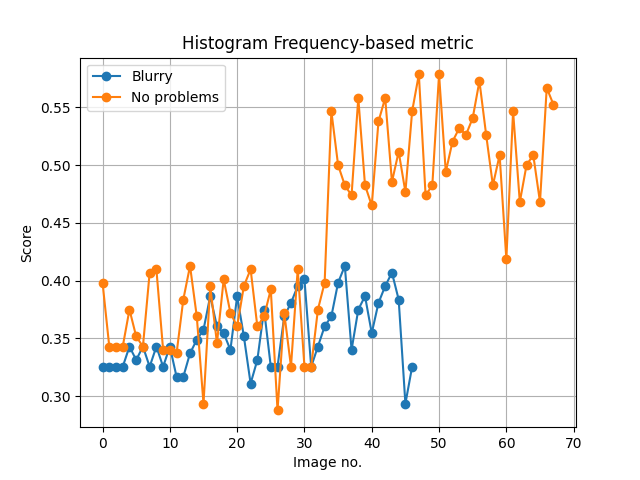 Histogram Frequency-based metric
Blurry
No problems
Score
0.55
0.50
0.45
0.40
0.35
0.30
0 10 20 30 40 50 60 70
Image no.